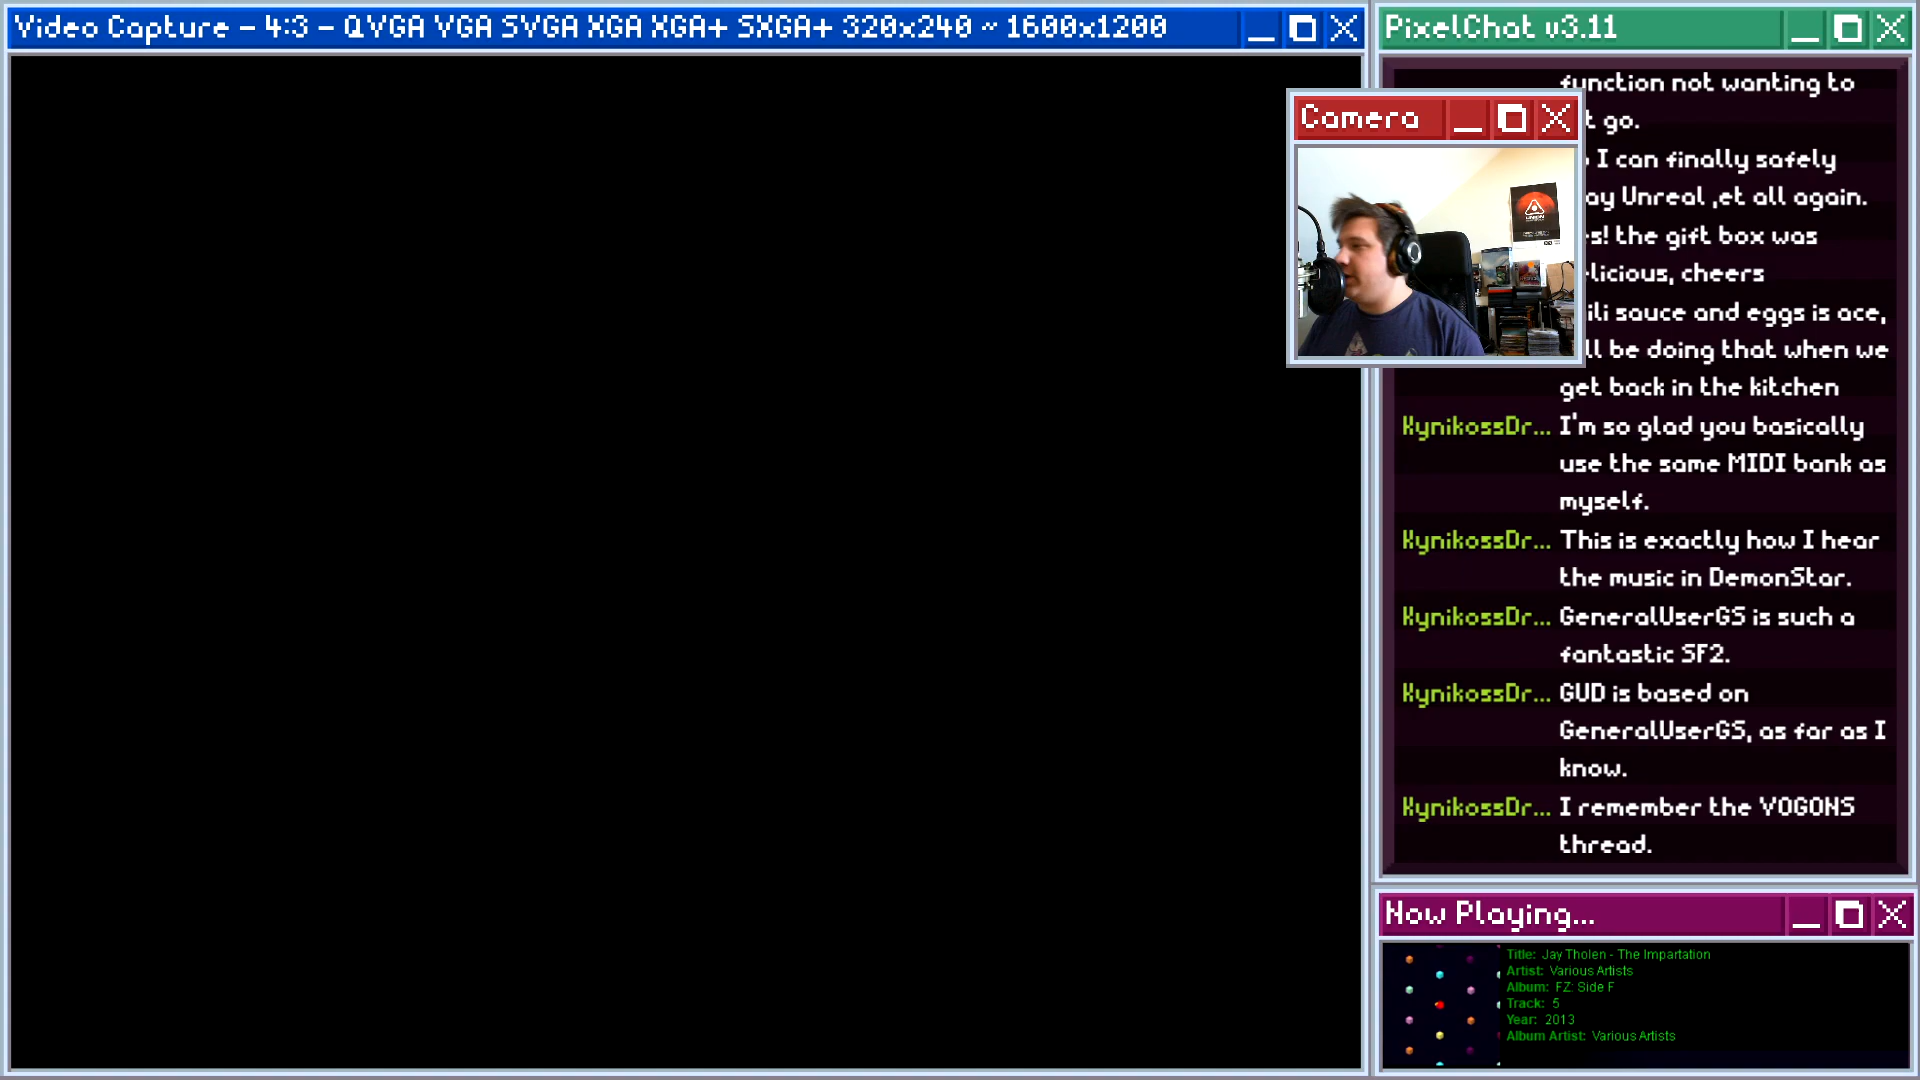 Video Capture - 4:3 - QVGA VGA SVGA XGA XGA+ SXGA+ 320x240 ~ 1600x1200
PixelChat v3.11
function not wanting to
go.
I can finally safely
Unreal ,et all again.
the gift box was
cheers
sauce and eggs is ace,
be doing that when we
get back in the kitchen
Camera
KynikossDr... I'm so glad you basically
use the same MIDI bank as
myself.
KynikossDr... This is exactly how I hear
the music in DemonStar.
KynikossDr... GeneralUserGS is such a
fantastic SF2.
KynikossDr... GUD is based on
GeneralUserGS, as far as I
know.
KynikossDr... I remember the VOGONS
thread.
Now Playing...
Title: Jay Tholen - The Impartation
Artist: Various Artists
Album: FZ: Side F
Track: 5
Year: 2013
Album Artist: Various Artists